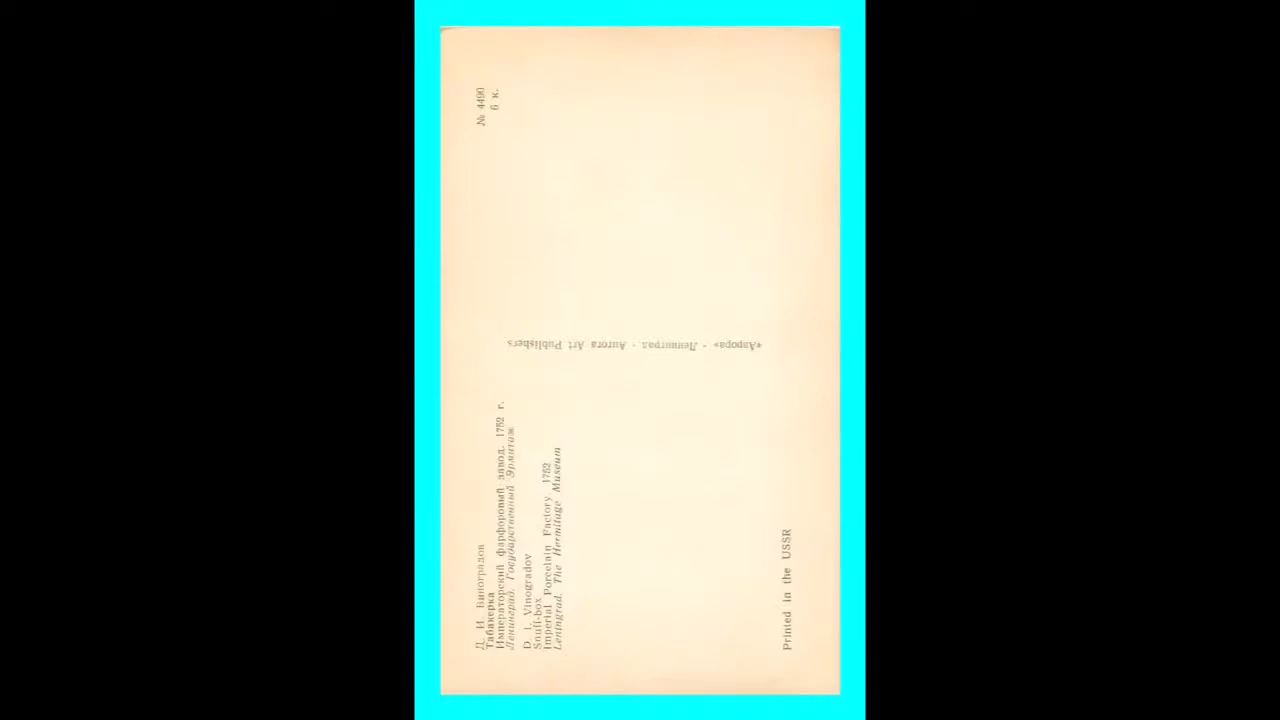 Д. И. Виноградов
Табакерка
Императорский фарфоровый завод. 1752 г.
Ленинград. Государственный Эрмитаж
D. I. Vinogradov
Snuff-box
Imperial Porcelain Factory 1752
Leningrad. The Hermitage Museum
№ 4490
6 к.
«Аврора» · Ленинград · Aurora Art Publishers
Printed in the USSR